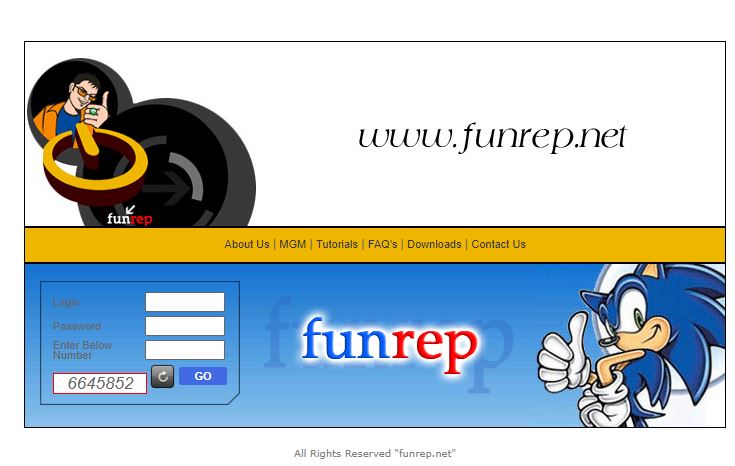 www.funrep.net
funrep
About Us | MGM | Tutorials | FAQ's | Downloads | Contact Us
Login
Password
Enter Below
Number
6645852
GO
funrep
funrep
All Rights Reserved "funrep.net"